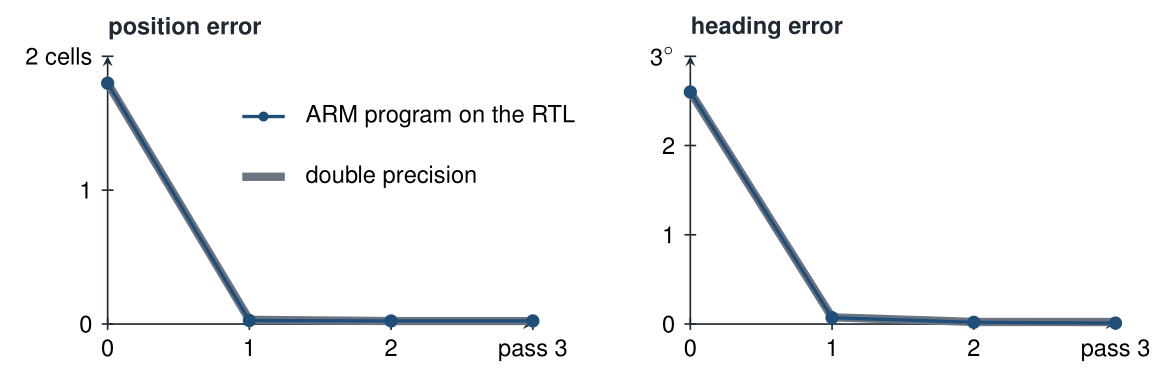 position error
2 cells
1
0
0 1 2 pass 3
ARM program on the RTL
double precision
heading error
3°
2
1
0
0 1 2 pass 3